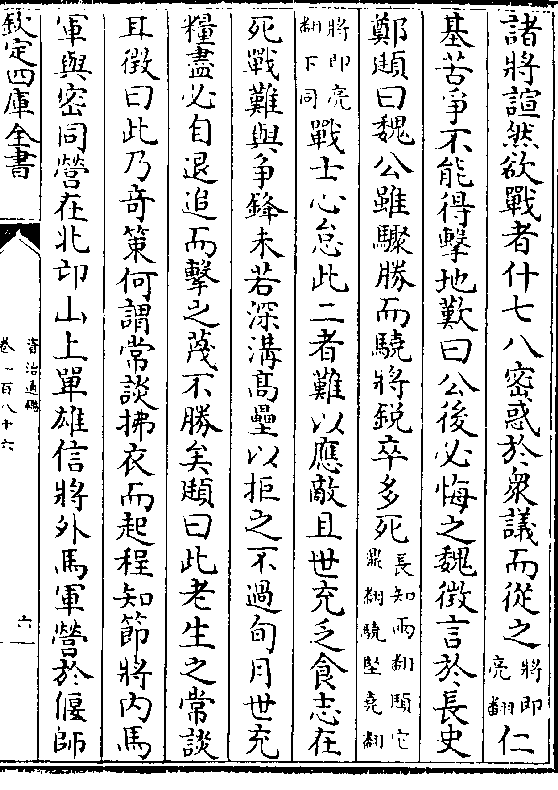 諸將諠然欲戰者什七八密惑於衆議而從之將即亮翻仁
基苦爭不能得擊地歎曰公後必悔之魏徵言於長史
鄭頲曰魏公雖驟勝而驍將銳卒多死長知兩翻頲它鼎翻驍堅堯翻
將即亮翻下同戰士心怠此二者難以應敵且世充乏食志在
死戰難與爭鋒未若深溝髙壘以拒之不過旬月世充
糧盡必自退追而擊之蔑不勝矣頲曰此老生之常談
耳徵曰此乃奇策何謂常談拂衣而起程知節將内馬
軍與密同營在北邙山上單雄信將外馬軍營於偃師
欽定四庫全書
資治通鑑
卷一百八十六
六